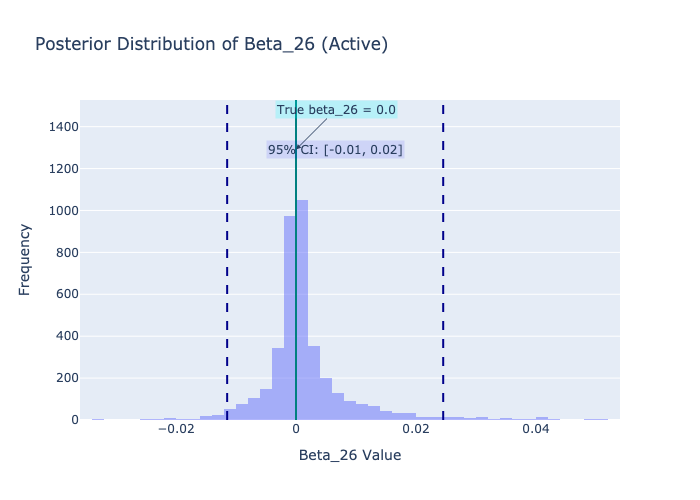 Posterior Distribution of Beta_26 (Active)
True beta_26 = 0.0
95% CI: [-0.01, 0.02]
1400
1200
1000
800
600
400
200
0
Frequency
−0.02
0
0.02
0.04
Beta_26 Value